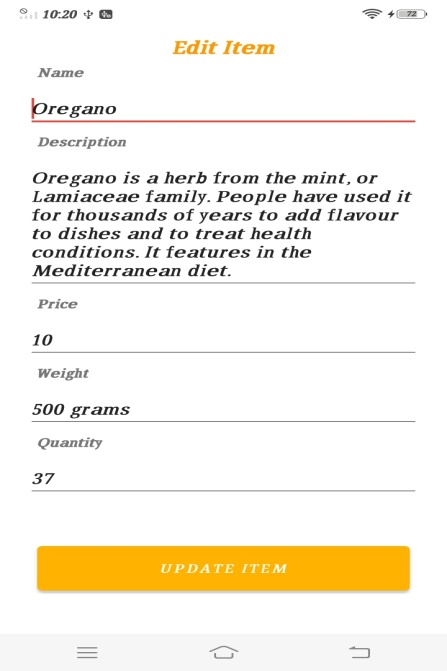 10:20
72
Edit Item
Name
Oregano
Description
Oregano is a herb from the mint, or
Lamiaceae family. People have used it
for thousands of years to add flavour
to dishes and to treat health
conditions. It features in the
Mediterranean diet.
Price
10
Weight
500 grams
Quantity
37
UPDATE ITEM